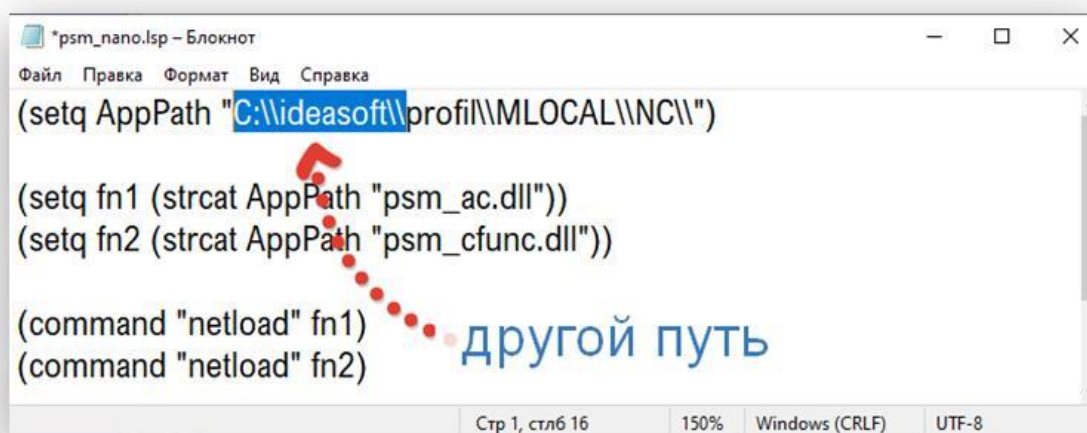 *psm_nano.lsp – Блокнот
Файл Правка Формат Вид Справка
(setq AppPath "C:\\ideasoft\\profil\\MLOCAL\\NC\\")
(setq fn1 (strcat AppPath "psm_ac.dll"))
(setq fn2 (strcat AppPath "psm_cfunc.dll"))
(command "netload" fn1)
(command "netload" fn2)
другой путь
Стр 1, стлб 16 150% Windows (CRLF) UTF-8